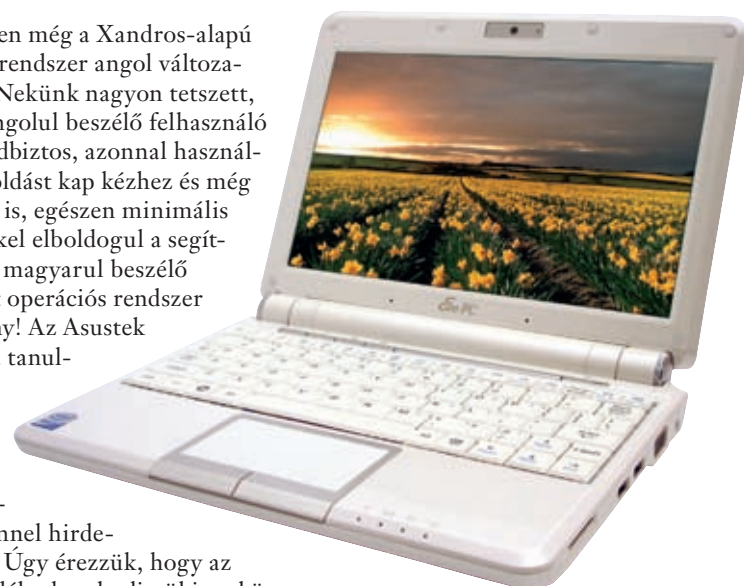 en még a Xandros-alapú
rendszer angol változa-
Nekünk nagyon tetszett,
ngolul beszélő felhasználó
dbiztos, azonnal használ-
oldást kap kézhez és még
is, egészen minimális
kel elboldogul a segít-
magyarul beszélő
operációs rendszer
ny! Az Asustek
tanul-
-
nnel hirde-
Úgy érezzük, hogy az
Eee PC